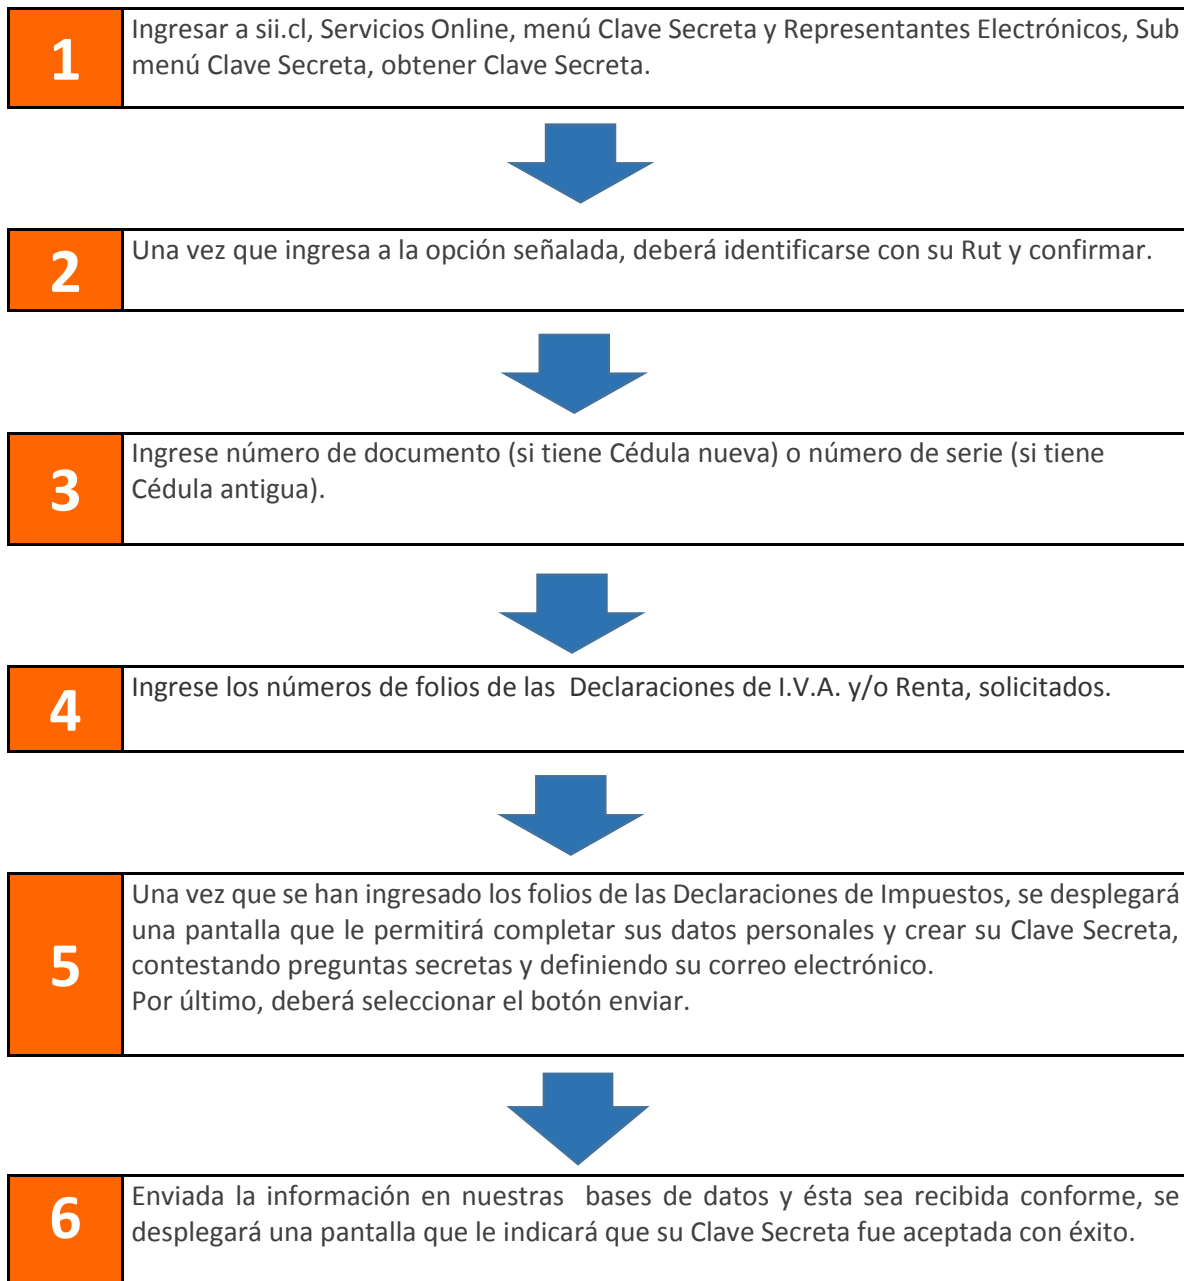 1
Ingresar a sii.cl, Servicios Online, menú Clave Secreta y Representantes Electrónicos, Sub
menú Clave Secreta, obtener Clave Secreta.
2
Una vez que ingresa a la opción señalada, deberá identificarse con su Rut y confirmar.
3
Ingrese número de documento (si tiene Cédula nueva) o número de serie (si tiene
Cédula antigua).
4
Ingrese los números de folios de las  Declaraciones de I.V.A. y/o Renta, solicitados.
5
Una vez que se han ingresado los folios de las Declaraciones de Impuestos, se desplegará
una pantalla que le permitirá completar sus datos personales y crear su Clave Secreta,
contestando preguntas secretas y definiendo su correo electrónico.
Por último, deberá seleccionar el botón enviar.
6
Enviada la información en nuestras  bases de datos y ésta sea recibida conforme, se
desplegará una pantalla que le indicará que su Clave Secreta fue aceptada con éxito.